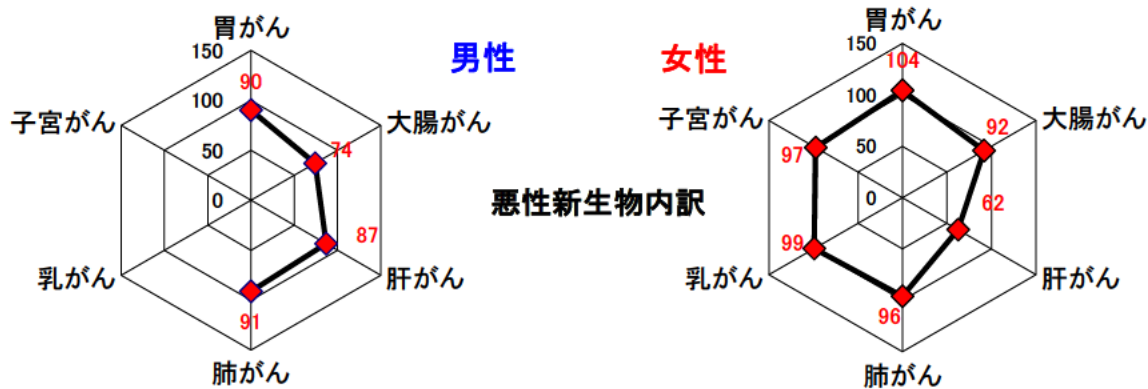 胃がん
150
男性
90
100
子宮がん
大腸がん
74
50
0
87
乳がん
肝がん
91
肺がん
悪性新生物内訳
女性
胃がん
150
104
100
子宮がん
大腸がん
92
97
50
0
62
99
乳がん
肝がん
96
肺がん